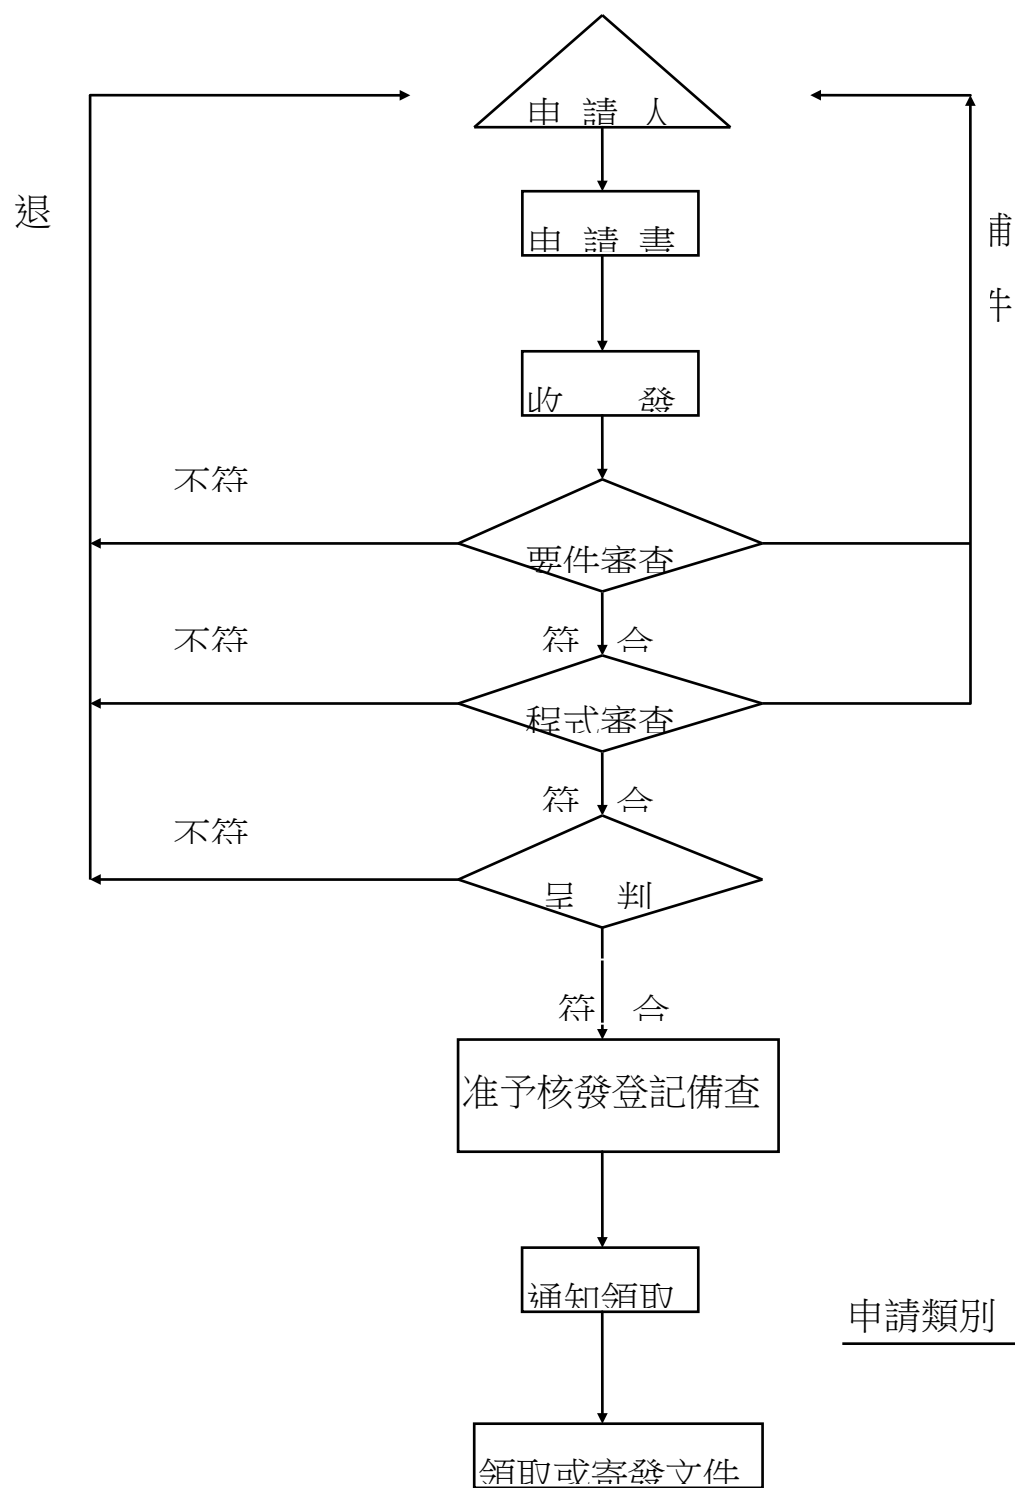 申 請 人
退
申 請 書
補
件
收 發
不符
要件審查
不符
符 合
程式審查
符 合
不符
呈 判
符 合
准予核發登記備查
通知領取
申請類別
領取或寄發文件